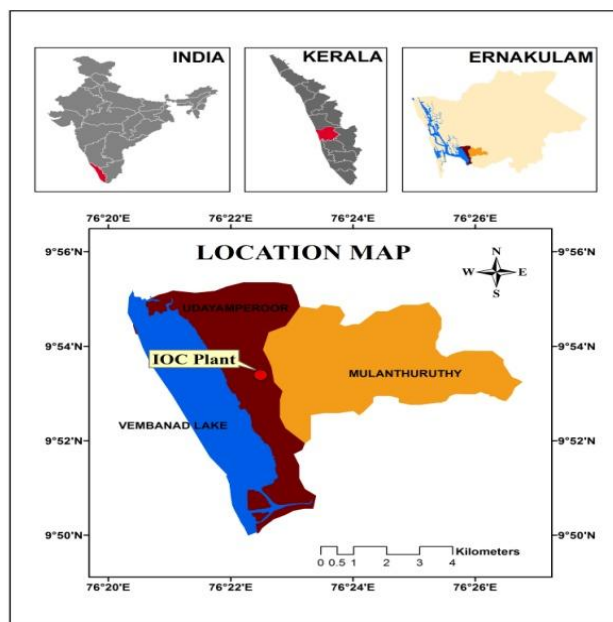 INDIA
KERALA
ERNAKULAM
76°20'E 76°22'E 76°24'E 76°26'E
LOCATION MAP
N
W E
S
9°56'N 9°56'N
UDAYAMPEROOR
9°54'N 9°54'N
IOC Plant
MULANTHURUTHY
VEMBANAD LAKE
9°52'N 9°52'N
9°50'N 9°50'N
Kilometers
0 0.5 1 2 3 4
76°20'E 76°22'E 76°24'E 76°26'E